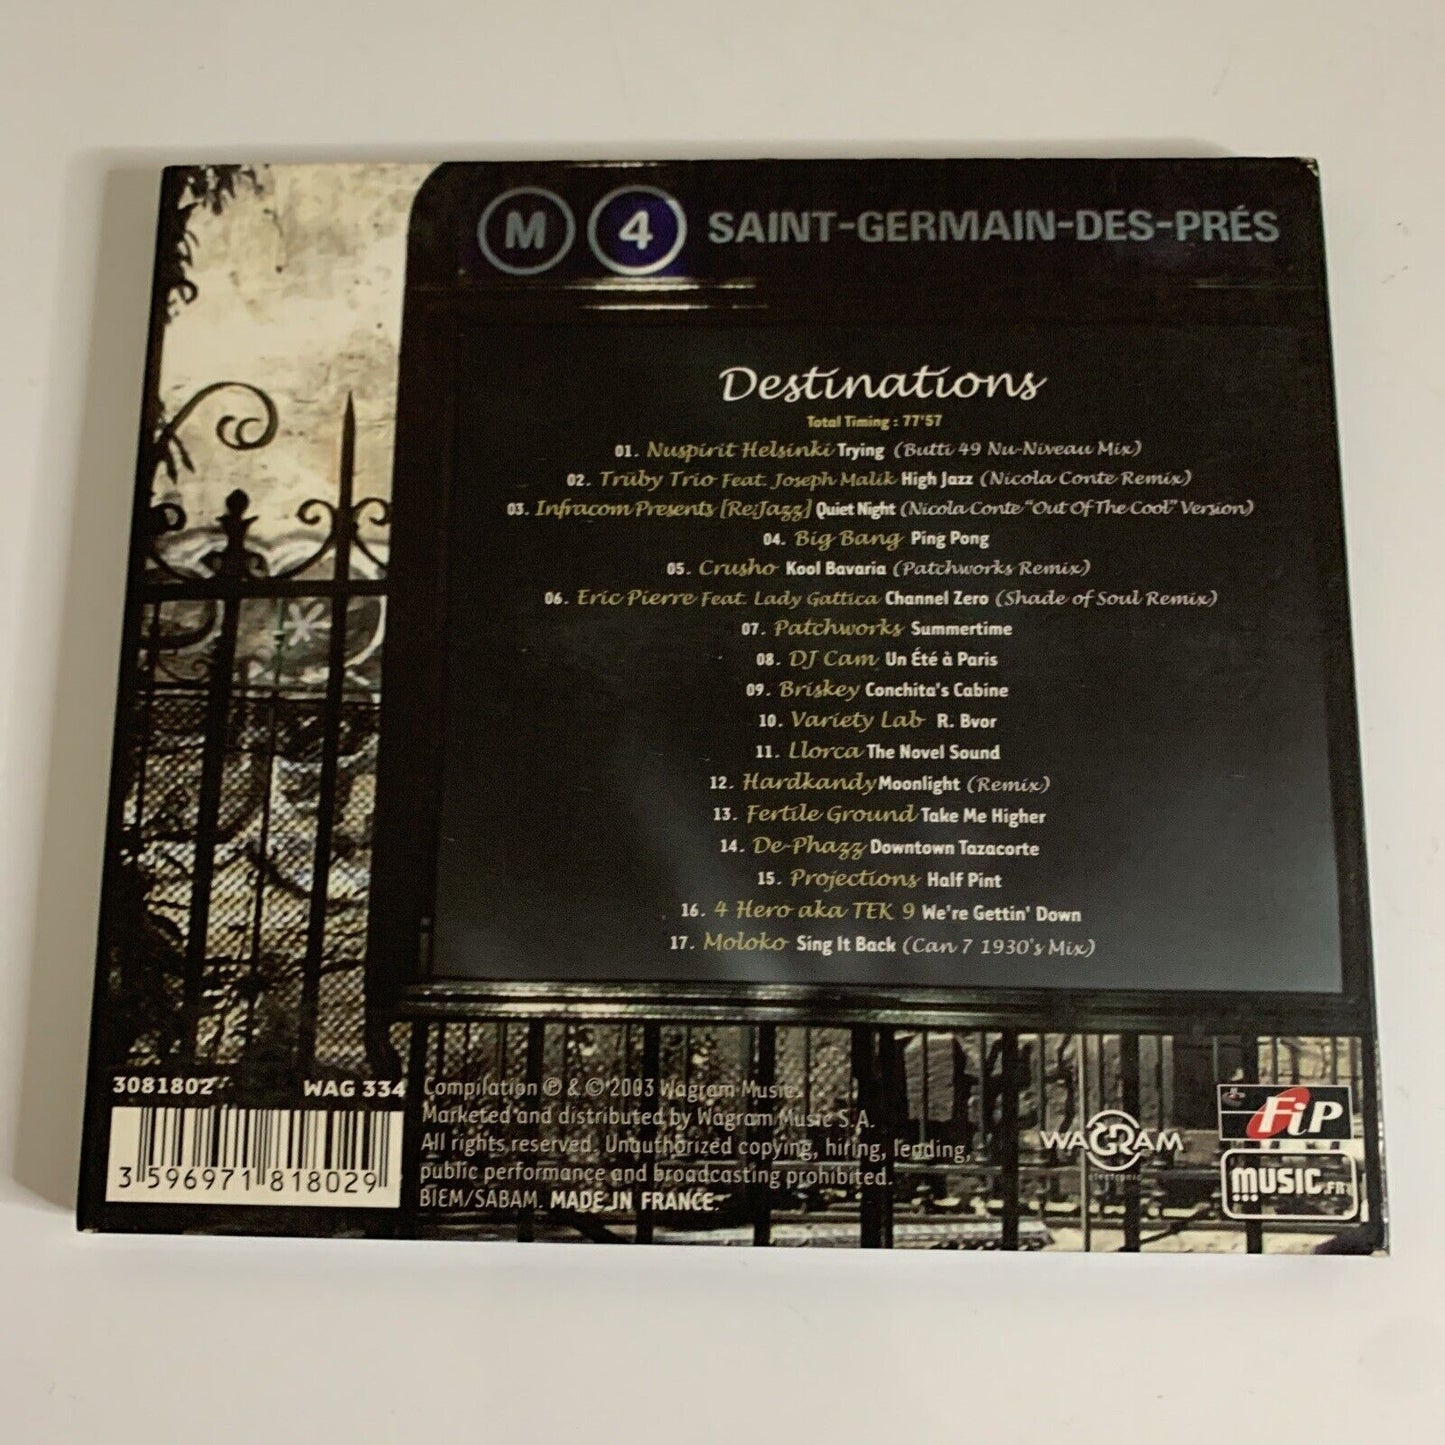 M 4 SAINT-GERMAIN-DES-PRÉS
Destinations
Total Timing : 77'57
01. Nuspirit Helsinki Trying (Butti 49 Nu-Niveau Mix)
02. Trüby Trio Feat. Joseph Malik High Jazz (Nicola Conte Remix)
03. Infracom Presents [Re:Jazz] Quiet Night (Nicola Conte "Out Of The Cool" Version)
04. Big Bang Ping Pong
05. Crusho Kool Bavaria (Patchworks Remix)
06. Eric Pierre Feat. Lady Gattica Channel Zero (Shade of Soul Remix)
07. Patchworks Summertime
08. DJ Cam Un Été à Paris
09. Briskey Conchita's Cabine
10. Variety Lab R. Bvor
11. Llorca The Novel Sound
12. Hardkandy Moonlight (Remix)
13. Fertile Ground Take Me Higher
14. De-Phazz Downtown Tazacorte
15. Projections Half Pint
16. 4 Hero aka TEK 9 We're Gettin' Down
17. Moloko Sing It Back (Can 7 1930's Mix)
3081802 WAG 334
3 596971 818029
Compilation ℗ & © 2003 Wagram Music.
Marketed and distributed by Wagram Music S.A.
All rights reserved. Unauthorized copying, hiring, lending,
public performance and broadcasting prohibited.
BIEM/SABAM. MADE IN FRANCE.
WAGRAM
electronic
FiP
MUSIC.FR